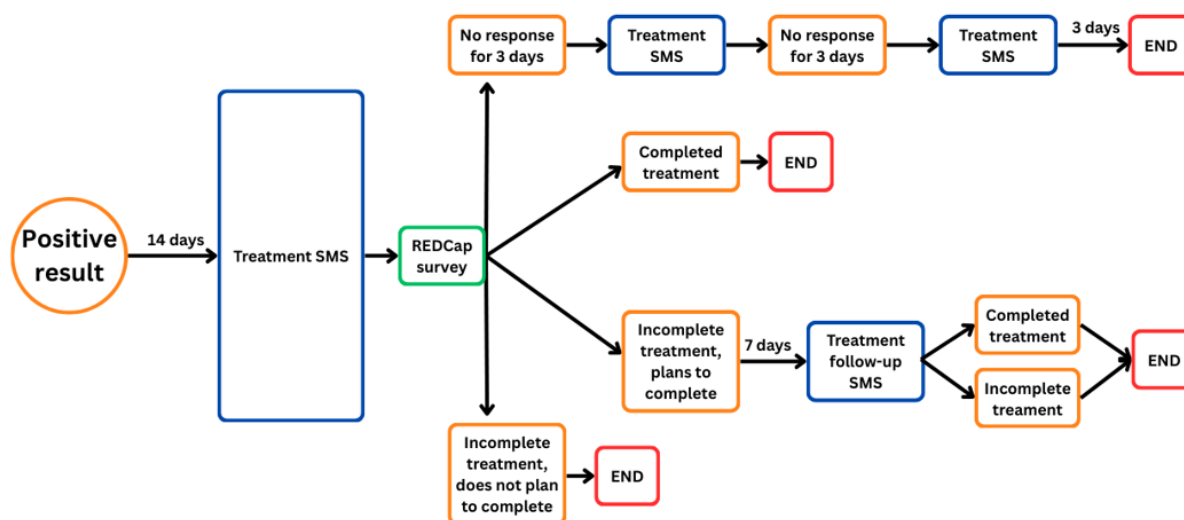 No response
for 3 days
Treatment
SMS
No response
for 3 days
Treatment
SMS
3 days
END
Completed
treatment
END
Positive
result
14 days
Treatment SMS
REDCap
survey
Incomplete
treatment,
plans to
complete
7 days
Treatment
follow-up
SMS
Completed
treatment
Incomplete
treament
END
Incomplete
treatment,
does not plan
to complete
END